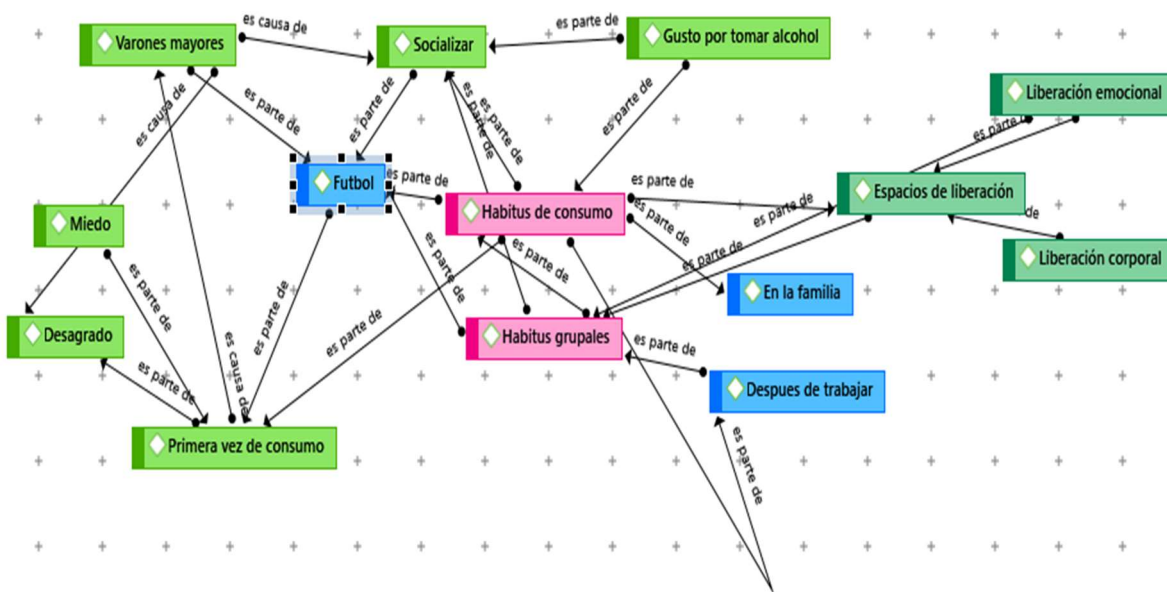 es causa de
es parte de
Varones mayores
Socializar
Gusto por tomar alcohol
Liberación emocional
es causa de
es parte de
es parte de
es parte de
es parte de
es parte de
es parte de
Futbol
es parte de
es parte de
Espacios de liberación
Habitus de consumo
es parte de
es parte de
de
Miedo
es parte de
es parte de
es parte de
Liberación corporal
es parte de
En la familia
es parte de
Desagrado
Habitus grupales
es parte de
es parte de
es causa de
es parte de
Despues de trabajar
Primera vez de consumo
es parte de